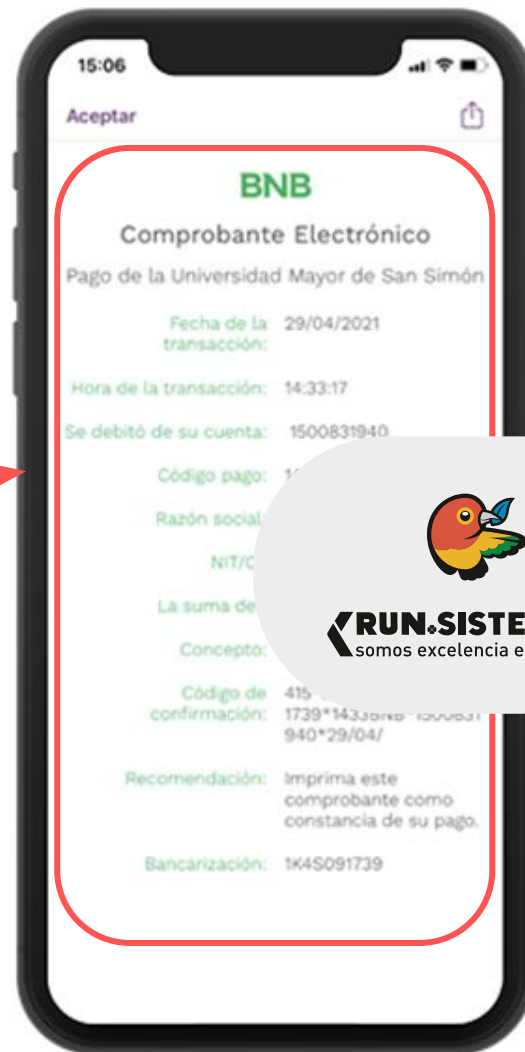 15:06
Aceptar
BNB
Comprobante Electrónico
Pago de la Universidad Mayor de San Simón
Fecha de la transacción: 29/04/2021
Hora de la transacción: 14:33:17
Se debitó de su cuenta: 1500831940
Código pago:
Razón social
NIT/C
La suma de
Concepto:
RUN.SISTE
somos excelencia e
Código de 415-
confirmación: 1739*1433BNB*1500831
940*29/04/
Recomendación: Imprima este
comprobante como
constancia de su pago.
Bancarización: 1K4S091739